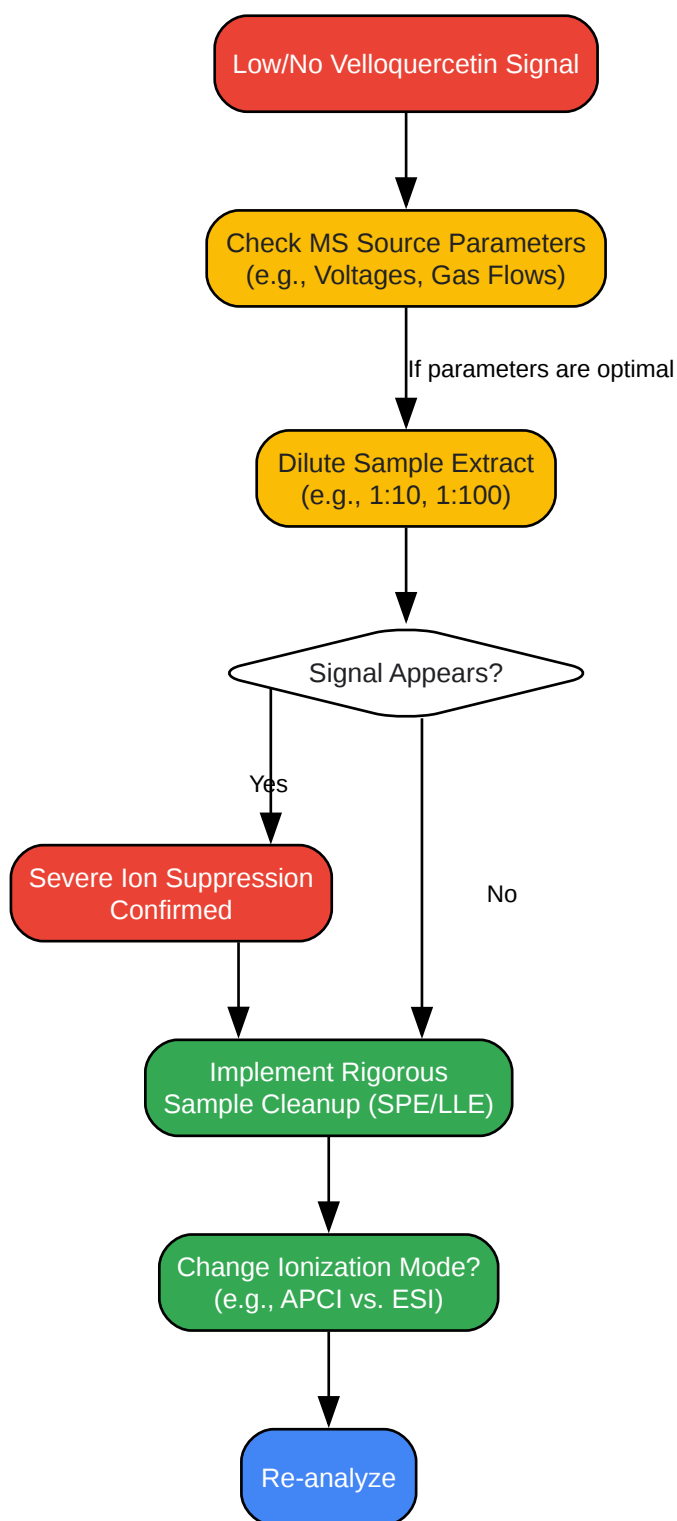 Low/No Velloquercetin Signal
Check MS Source Parameters
(e.g., Voltages, Gas Flows)
If parameters are optimal
Dilute Sample Extract
(e.g., 1:10, 1:100)
Signal Appears?
Yes
Severe Ion Suppression
Confirmed
No
Implement Rigorous
Sample Cleanup (SPE/LLE)
Change Ionization Mode?
(e.g., APCI vs. ESI)
Re-analyze